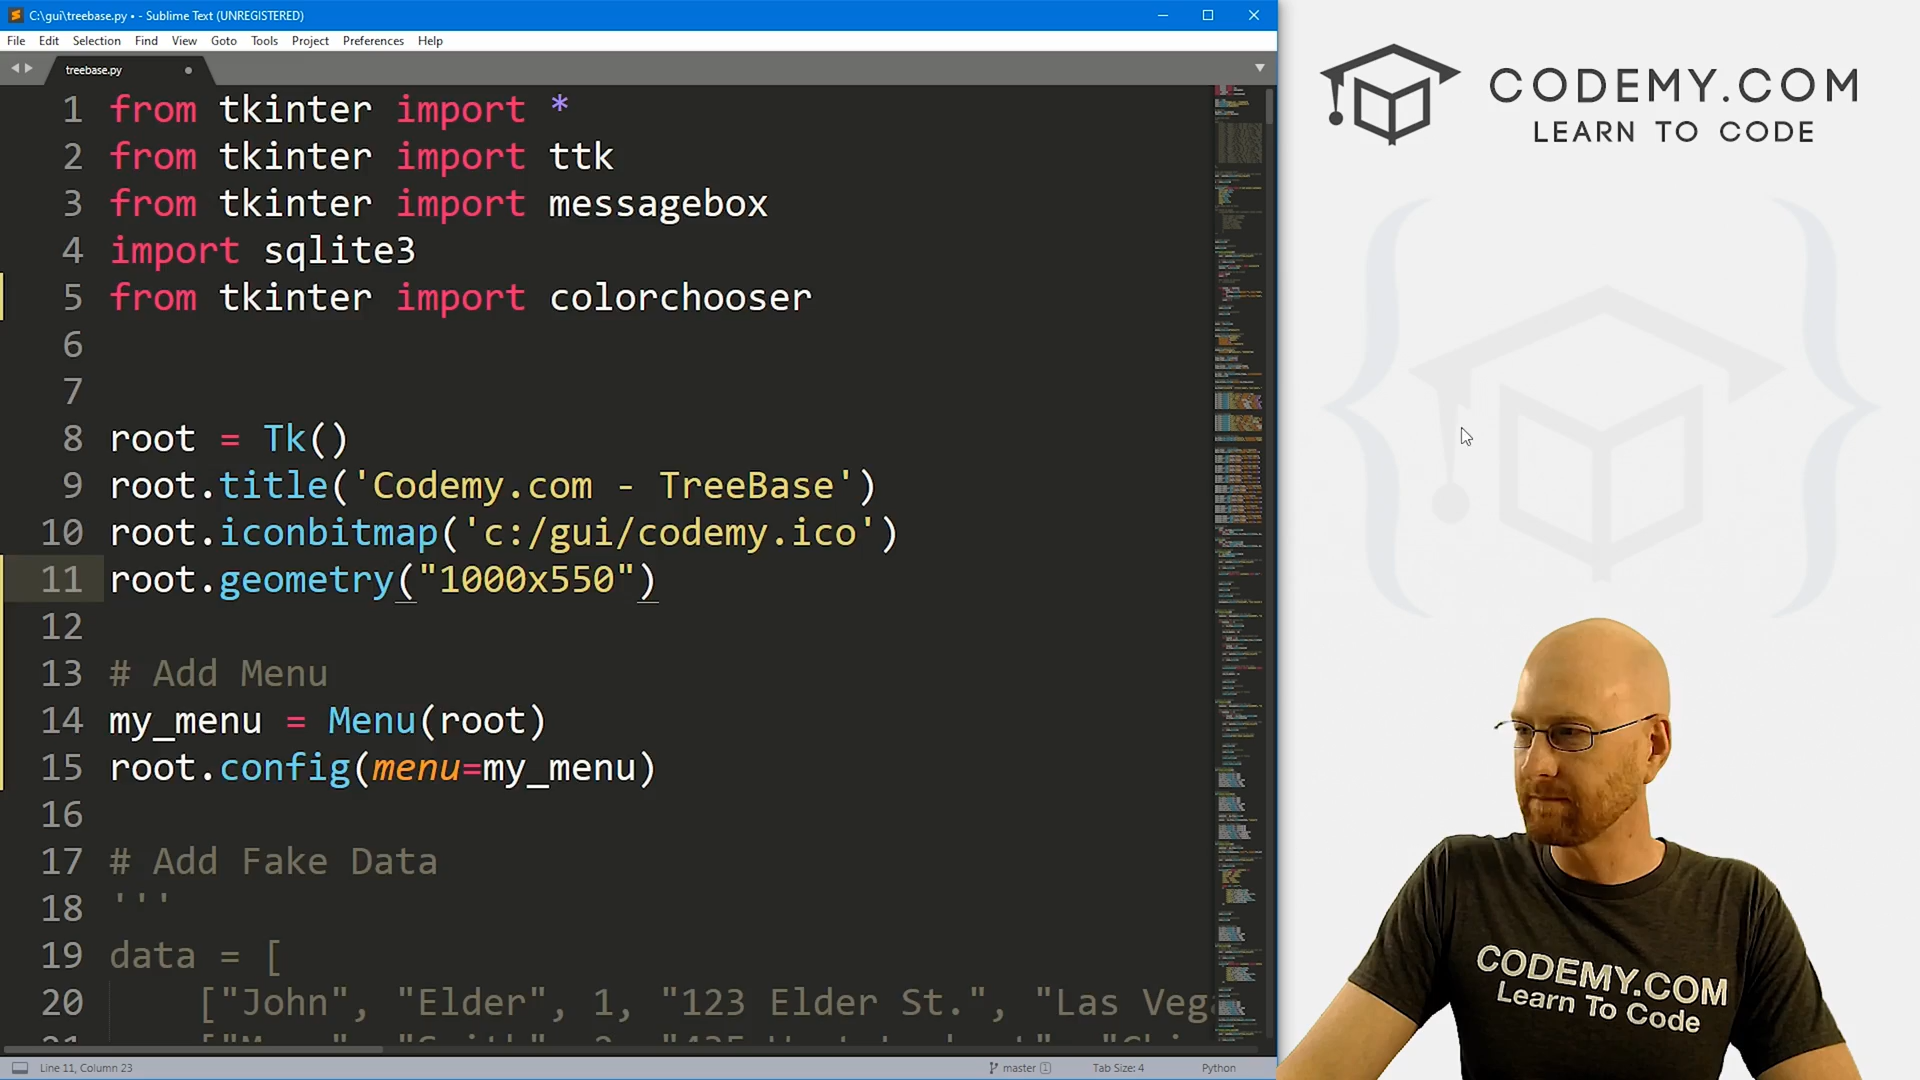 C:\gui\treebase.py • - Sublime Text (UNREGISTERED)
File Edit Selection Find View Goto Tools Project Preferences Help
treebase.py
1 from tkinter import *
2 from tkinter import ttk
3 from tkinter import messagebox
4 import sqlite3
5 from tkinter import colorchooser
6
7
8 root = Tk()
9 root.title('Codemy.com - TreeBase')
10 root.iconbitmap('c:/gui/codemy.ico')
11 root.geometry("1000x550")
12
13 # Add Menu
14 my_menu = Menu(root)
15 root.config(menu=my_menu)
16
17 # Add Fake Data
18 '''
19 data = [
20 ["John", "Elder", 1, "123 Elder St.", "Las Vega
Line 11, Column 23
master 1
Tab Size: 4
Python
CODEMY.COM
LEARN TO CODE
CODEMY.COM
Learn To Code